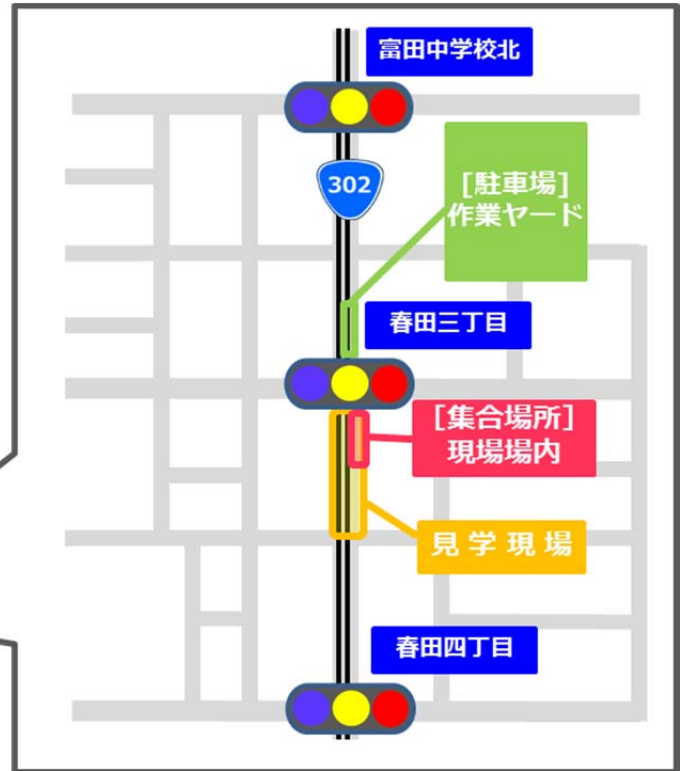 富田中学校北
302
[駐車場]
作業ヤード
春田三丁目
[集合場所]
現場場内
見学現場
春田四丁目